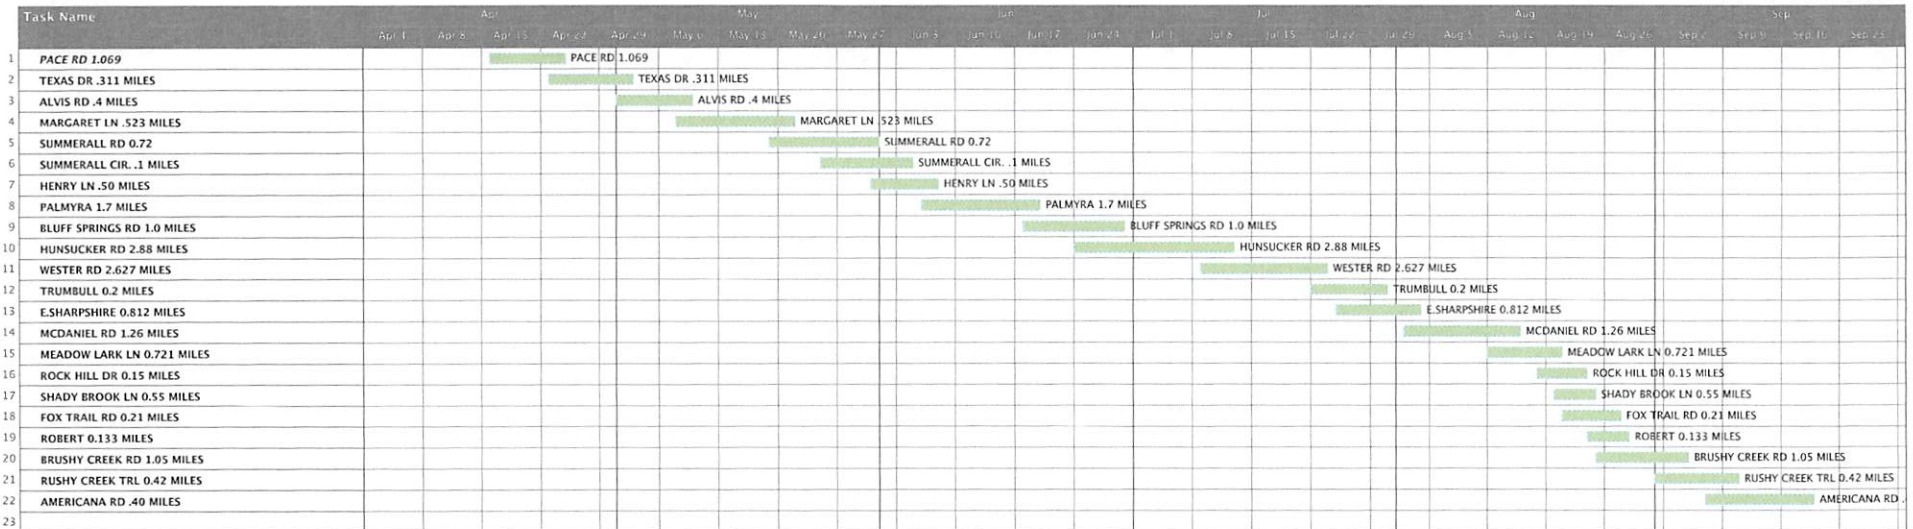 Task Name Apr May Jun Jul Aug Sep
Apr 1 Apr 8 Apr 15 Apr 22 Apr 29 May 6 May 13 May 20 May 27 Jun 3 Jun 10 Jun 17 Jun 24 Jul 1 Jul 8 Jul 15 Jul 22 Jul 29 Aug 5 Aug 12 Aug 19 Aug 26 Sep 2 Sep 9 Sep 16 Sep 23
1 PACE RD 1.069 PACE RD 1.069
2 TEXAS DR .311 MILES TEXAS DR .311 MILES
3 ALVIS RD .4 MILES ALVIS RD .4 MILES
4 MARGARET LN .523 MILES MARGARET LN .523 MILES
5 SUMMERALL RD 0.72 SUMMERALL RD 0.72
6 SUMMERALL CIR. .1 MILES SUMMERALL CIR. .1 MILES
7 HENRY LN .50 MILES HENRY LN .50 MILES
8 PALMYRA 1.7 MILES PALMYRA 1.7 MILES
9 BLUFF SPRINGS RD 1.0 MILES BLUFF SPRINGS RD 1.0 MILES
10 HUNSUCKER RD 2.88 MILES HUNSUCKER RD 2.88 MILES
11 WESTER RD 2.627 MILES WESTER RD 2.627 MILES
12 TRUMBULL 0.2 MILES TRUMBULL 0.2 MILES
13 E.SHARPSHIRE 0.812 MILES E.SHARPSHIRE 0.812 MILES
14 MCDANIEL RD 1.26 MILES MCDANIEL RD 1.26 MILES
15 MEADOW LARK LN 0.721 MILES MEADOW LARK LN 0.721 MILES
16 ROCK HILL DR 0.15 MILES ROCK HILL DR 0.15 MILES
17 SHADY BROOK LN 0.55 MILES SHADY BROOK LN 0.55 MILES
18 FOX TRAIL RD 0.21 MILES FOX TRAIL RD 0.21 MILES
19 ROBERT 0.133 MILES ROBERT 0.133 MILES
20 BRUSHY CREEK RD 1.05 MILES BRUSHY CREEK RD 1.05 MILES
21 RUSHY CREEK TRL 0.42 MILES RUSHY CREEK TRL 0.42 MILES
22 AMERICANA RD .40 MILES AMERICANA RD .
23